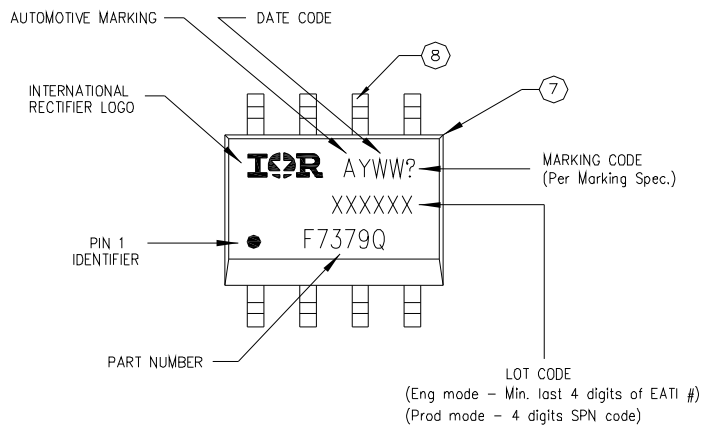 AUTOMOTIVE MARKING
DATE CODE
8
INTERNATIONAL
RECTIFIER LOGO
7
IOR
AYWW?
MARKING CODE
(Per Marking Spec.)
XXXXXX
PIN 1
IDENTIFIER
F7379Q
PART NUMBER
LOT CODE
(Eng mode – Min. last 4 digits of EATI #)
(Prod mode – 4 digits SPN code)